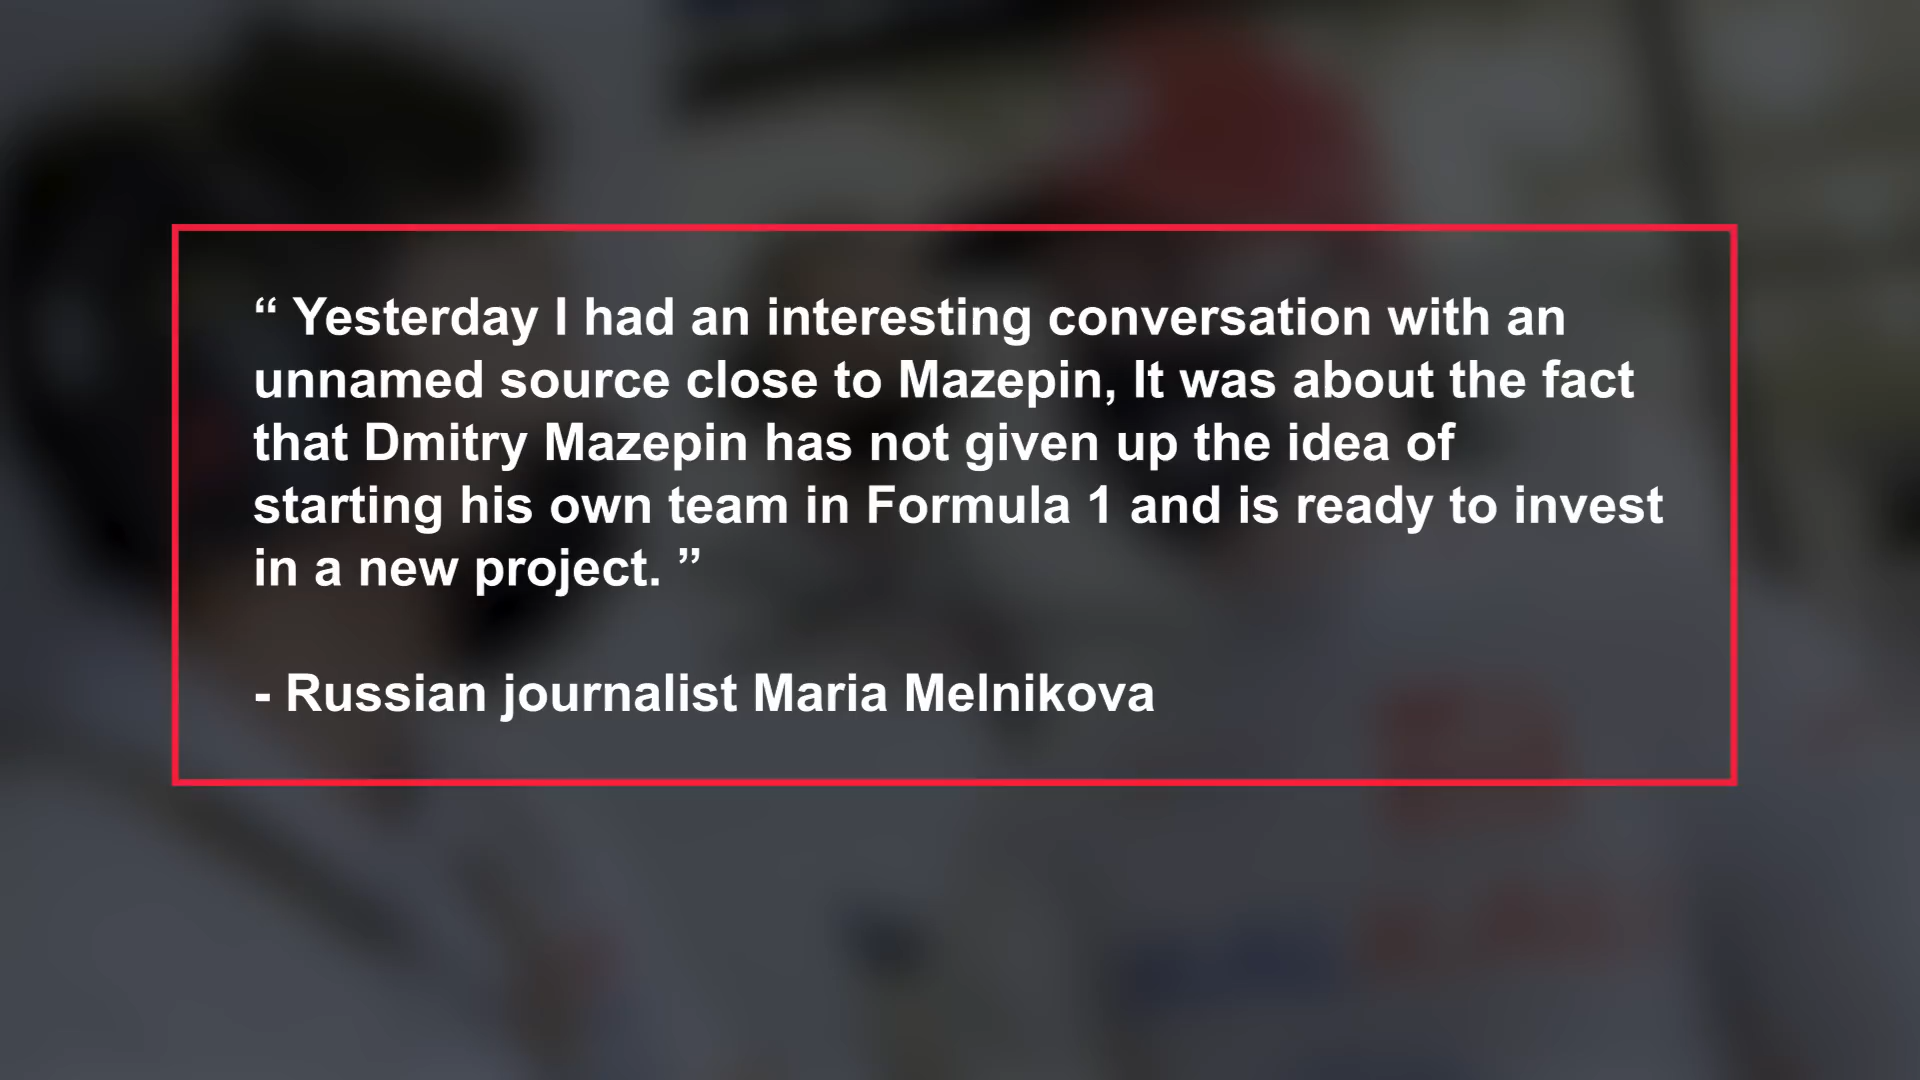 “ Yesterday I had an interesting conversation with an
unnamed source close to Mazepin, It was about the fact
that Dmitry Mazepin has not given up the idea of
starting his own team in Formula 1 and is ready to invest
in a new project. ”
- Russian journalist Maria Melnikova